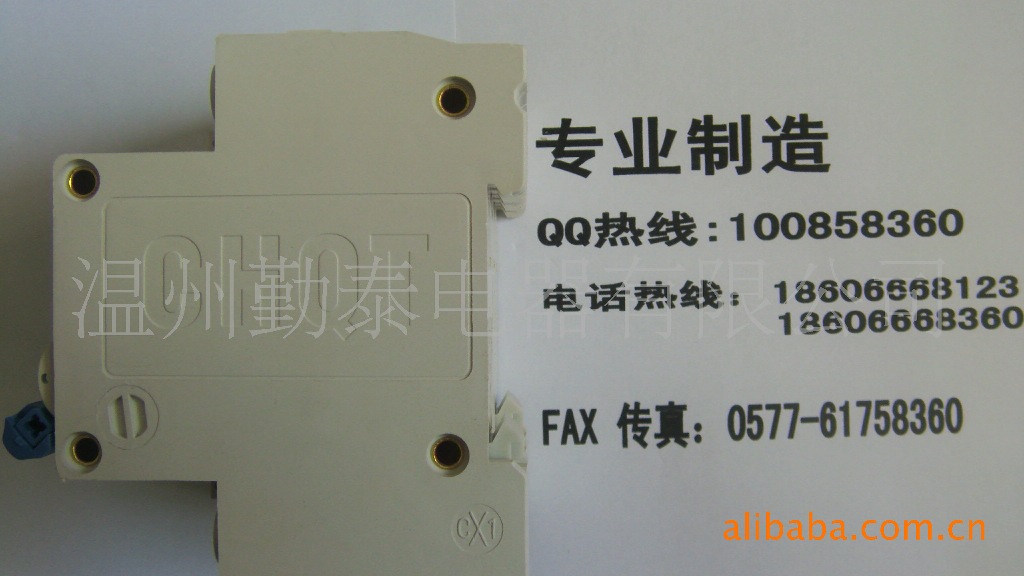 专业制造
QQ热线:100858360
CHQT
温州勤泰电器有限公司
电话热线：18606668123
18606668360
FAX 传真：0577-61758360
CX1
alibaba.com.cn